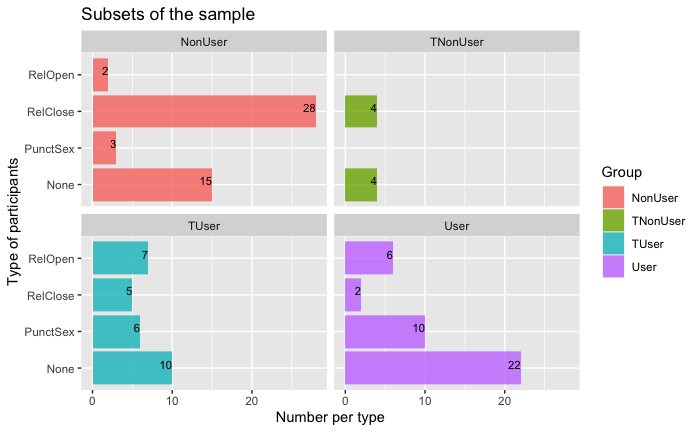 Subsets of the sample
NonUser
TNonUser
RelOpen
2
RelClose
28
4
PunctSex
3
None
15
4
TUser
User
RelOpen
7
6
RelClose
5
2
PunctSex
6
10
None
10
22
0
10
20
0
10
20
Number per type
Type of participants
Group
NonUser
TNonUser
TUser
User